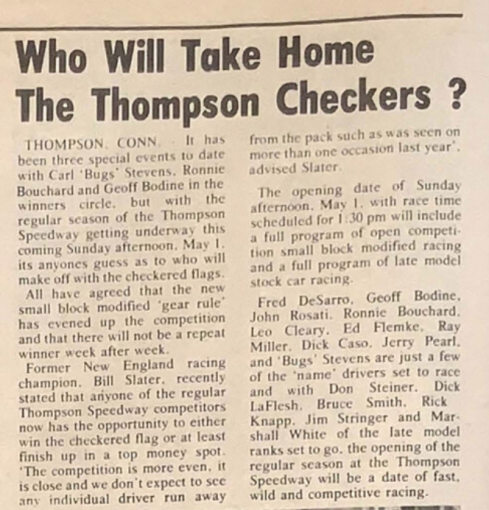 Who Will Take Home
The Thompson Checkers ?
THOMPSON, CONN. - It has
been three special events to date
with Carl 'Bugs' Stevens, Ronnie
Bouchard and Geoff Bodine in the
winners circle, but with the
regular season of the Thompson
Speedway getting underway this
coming Sunday afternoon, May 1,
its anyones guess as to who will
make off with the checkered flags.
All have agreed that the new
small block modified 'gear rule'
has evened up the competition
and that there will not be a repeat
winner week after week.
Former New England racing
champion, Bill Slater, recently
stated that anyone of the regular
Thompson Speedway competitors
now has the opportunity to either
win the checkered flag or at least
finish up in a top money spot.
'The competition is more even, it
is close and we don't expect to see
any individual driver run away
from the pack such as was seen on
more than one occasion last year',
advised Slater.
The opening date of Sunday
afternoon, May 1, with race time
scheduled for 1:30 pm will include
a full program of open competi-
tion small block modified racing
and a full program of late model
stock car racing.
Fred DeSarro, Geoff Bodine,
John Rosati, Ronnie Bouchard,
Leo Cleary, Ed Flemke, Ray
Miller, Dick Caso, Jerry Pearl,
and 'Bugs' Stevens are just a few
of the 'name' drivers set to race
and with Don Steiner, Dick
LaFlesh, Bruce Smith, Rick
Knapp, Jim Stringer and Mar-
shall White of the late model
ranks set to go, the opening of the
regular season at the Thompson
Speedway will be a date of fast,
wild and competitive racing.